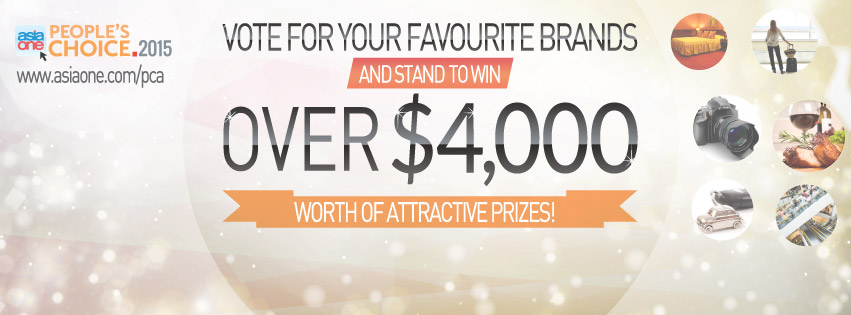 asia
one
PEOPLE'S
CHOICE.2015
www.asiaone.com/pca
VOTE FOR YOUR FAVOURITE BRANDS
AND STAND TO WIN
OVER $4,000
WORTH OF ATTRACTIVE PRIZES!